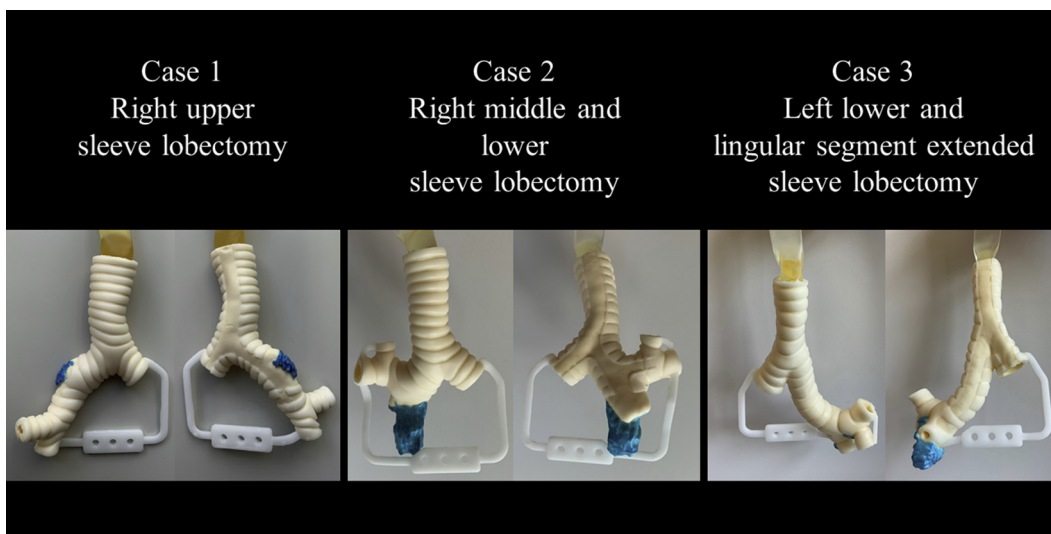 Case 1
Right upper
sleeve lobectomy
Case 2
Right middle and
lower
sleeve lobectomy
Case 3
Left lower and
lingular segment extended
sleeve lobectomy